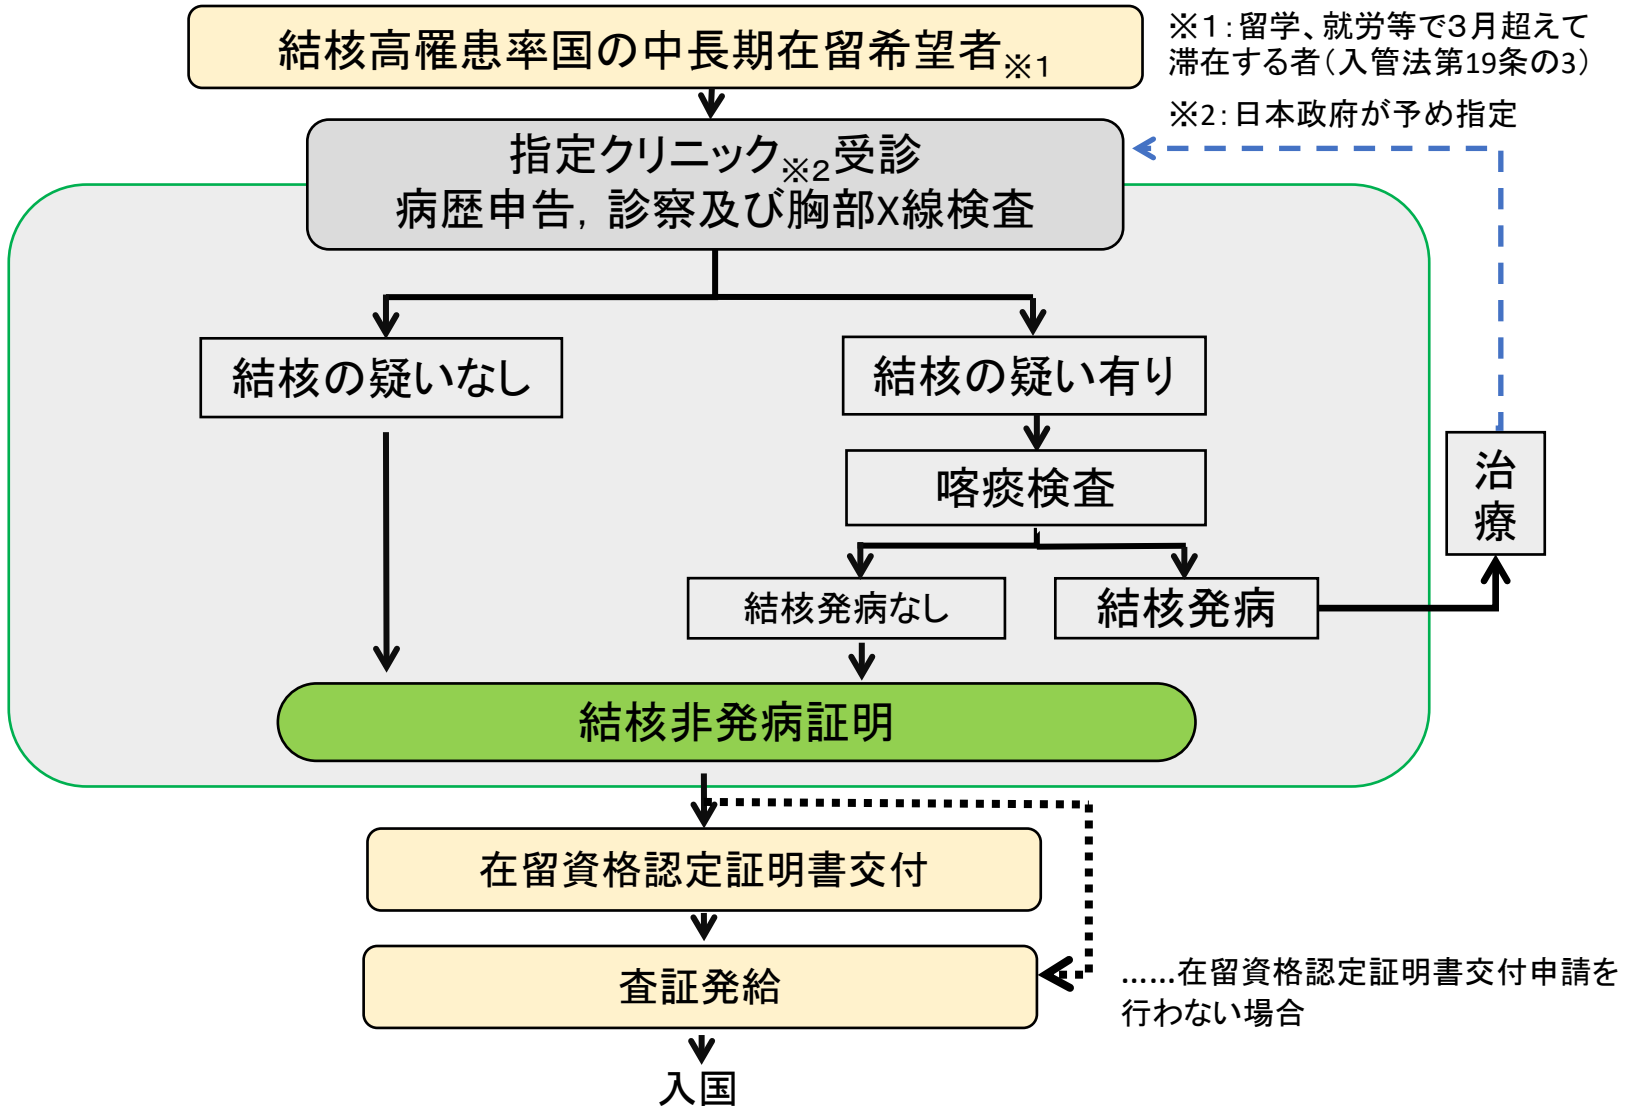 結核高罹患率国の中長期在留希望者※1
※1：留学、就労等で３月超えて
滞在する者（入管法第19条の3）
※2：日本政府が予め指定
指定クリニック※2受診
病歴申告，診察及び胸部X線検査
結核の疑いなし
結核の疑い有り
喀痰検査
治
療
結核発病なし
結核発病
結核非発病証明
在留資格認定証明書交付
査証発給
……在留資格認定証明書交付申請を
行わない場合
入国